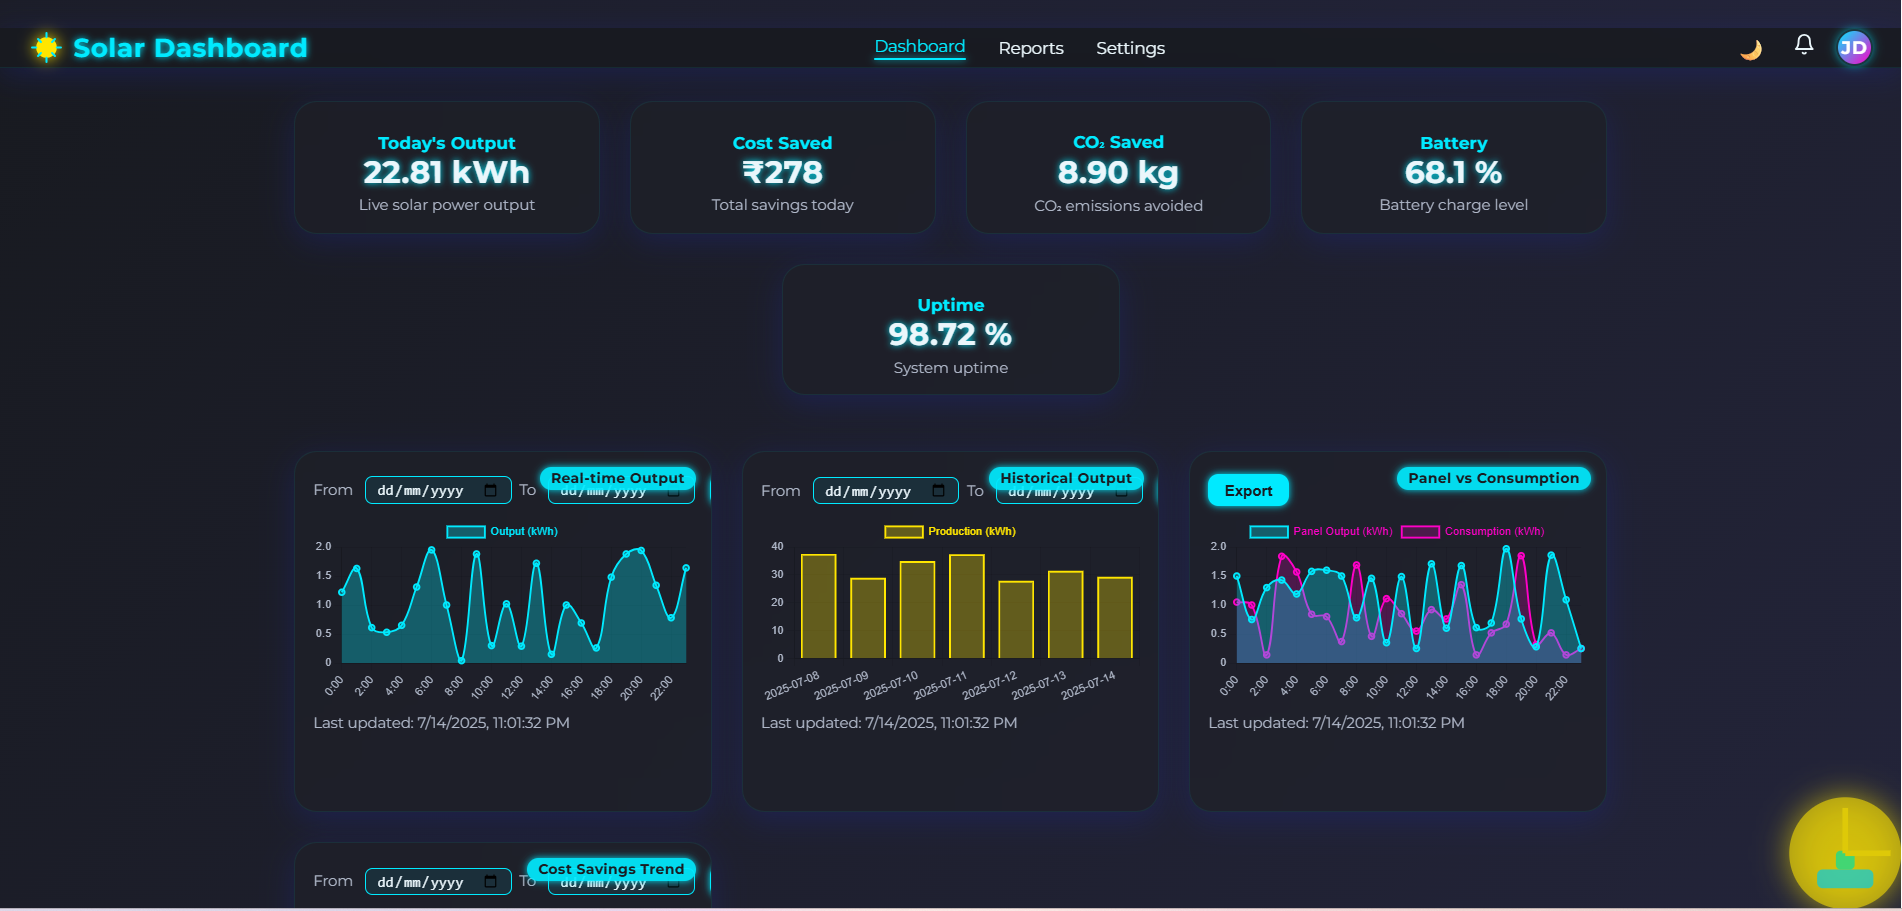 Solar Dashboard
Dashboard Reports Settings
JD
Today's Output
22.81 kWh
Live solar power output
Cost Saved
₹278
Total savings today
CO₂ Saved
8.90 kg
CO₂ emissions avoided
Battery
68.1 %
Battery charge level
Uptime
98.72 %
System uptime
From dd/mm/yyyy To dd/mm/yyyy
Real-time Output
Output (kWh)
2.0
1.5
1.0
0.5
0
0:00 2:00 4:00 6:00 8:00 10:00 12:00 14:00 16:00 18:00 20:00 22:00
Last updated: 7/14/2025, 11:01:32 PM
From dd/mm/yyyy To dd/mm/yyyy
Historical Output
Production (kWh)
40
30
20
10
0
2025-07-08 2025-07-09 2025-07-10 2025-07-11 2025-07-12 2025-07-13 2025-07-14
Last updated: 7/14/2025, 11:01:32 PM
Export
Panel vs Consumption
Panel Output (kWh) Consumption (kWh)
2.0
1.5
1.0
0.5
0
0:00 2:00 4:00 6:00 8:00 10:00 12:00 14:00 16:00 18:00 20:00 22:00
Last updated: 7/14/2025, 11:01:32 PM
From dd/mm/yyyy To dd/mm/yyyy
Cost Savings Trend